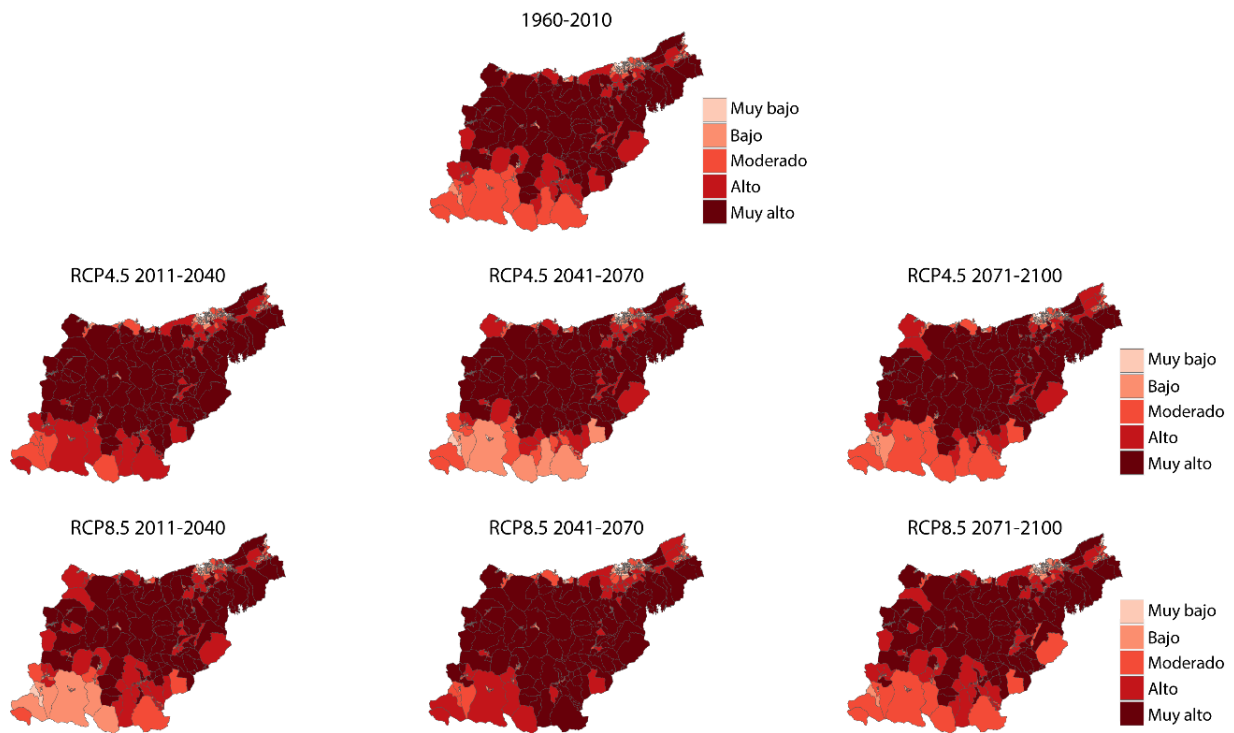 1960-2010
Muy bajo
Bajo
Moderado
Alto
Muy alto
RCP4.5 2011-2040
RCP4.5 2041-2070
RCP4.5 2071-2100
Muy bajo
Bajo
Moderado
Alto
Muy alto
RCP8.5 2011-2040
RCP8.5 2041-2070
RCP8.5 2071-2100
Muy bajo
Bajo
Moderado
Alto
Muy alto